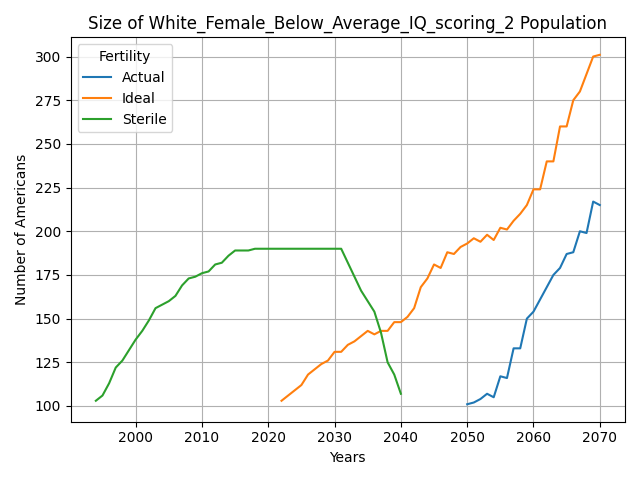 Size of White_Female_Below_Average_IQ_scoring_2 Population
Fertility
Actual
Ideal
Sterile
Number of Americans
300
275
250
225
200
175
150
125
100
2000 2010 2020 2030 2040 2050 2060 2070
Years